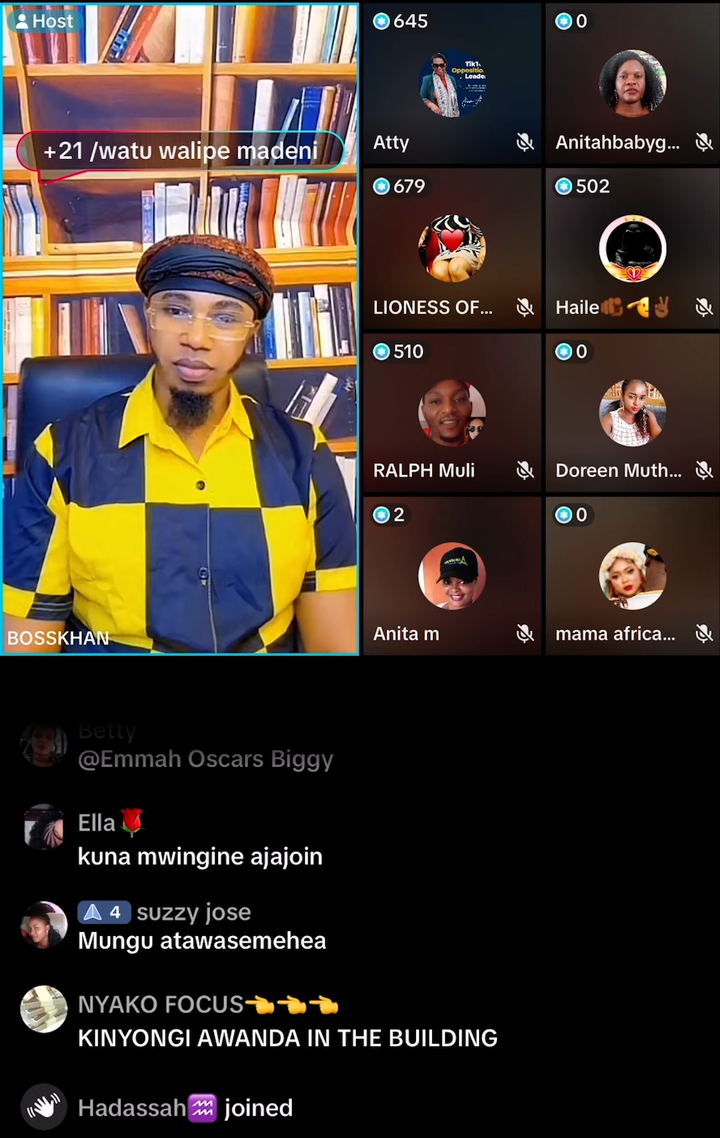 Host
+21 /watu walipe madeni
BOSSKHAN
645
Atty
0
Anitahbabyg...
679
LIONESS OF...
502
Haile
510
RALPH Muli
0
Doreen Muth...
2
Anita m
0
mama africa...
Betty
@Emmah Oscars Biggy
Ella
kuna mwingine ajajoin
4 suzzy jose
Mungu atawasemehea
NYAKO FOCUS
KINYONGI AWANDA IN THE BUILDING
Hadassah joined